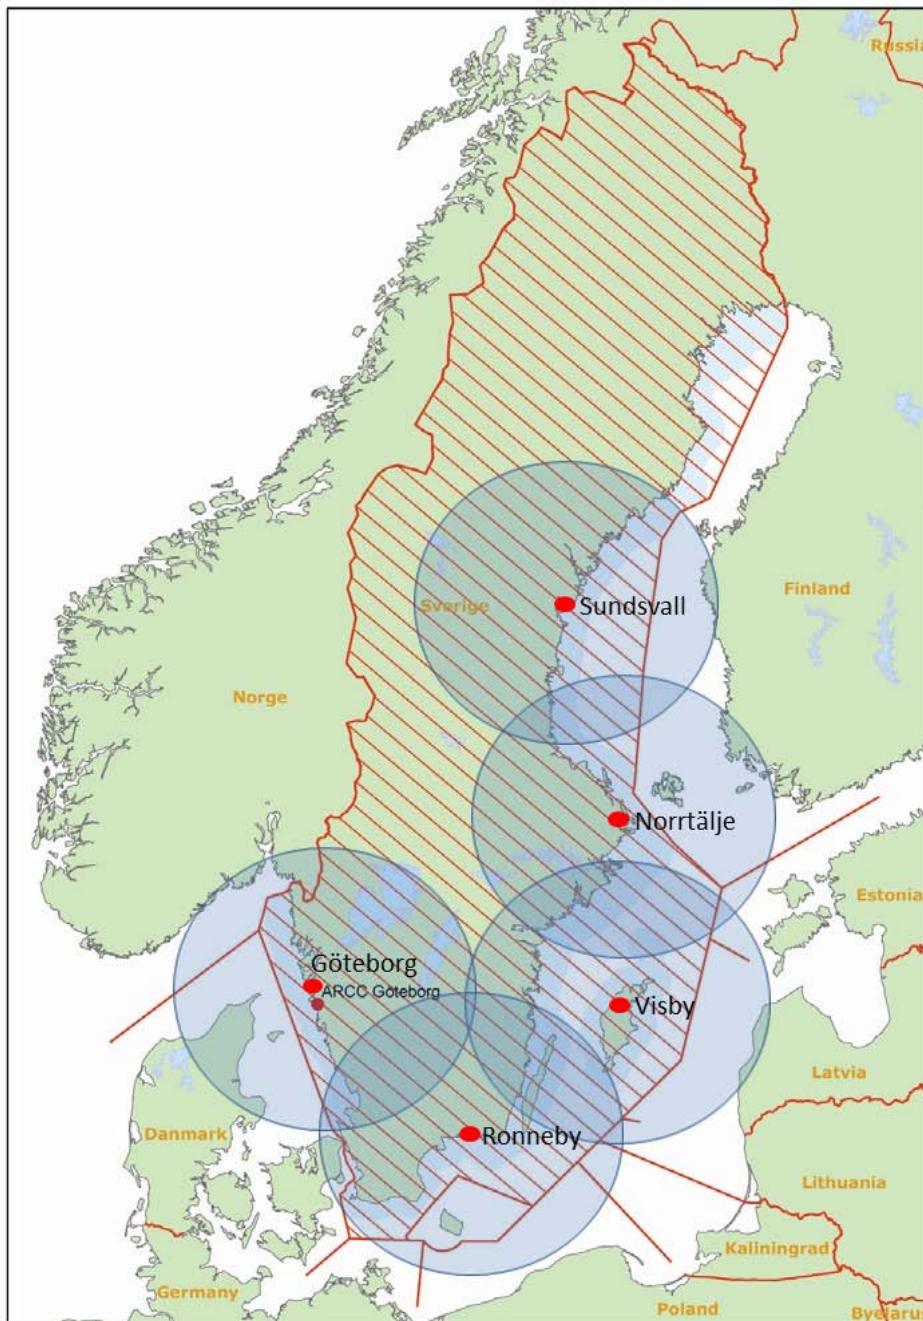 Russia
Finland
Sverige
Sundsvall
Norge
Norrtälje
Estonia
Göteborg
ARCC Göteborg
Visby
Latvia
Danmark
Ronneby
Lithuania
Kaliningrad
Germany
Poland
Byelarus